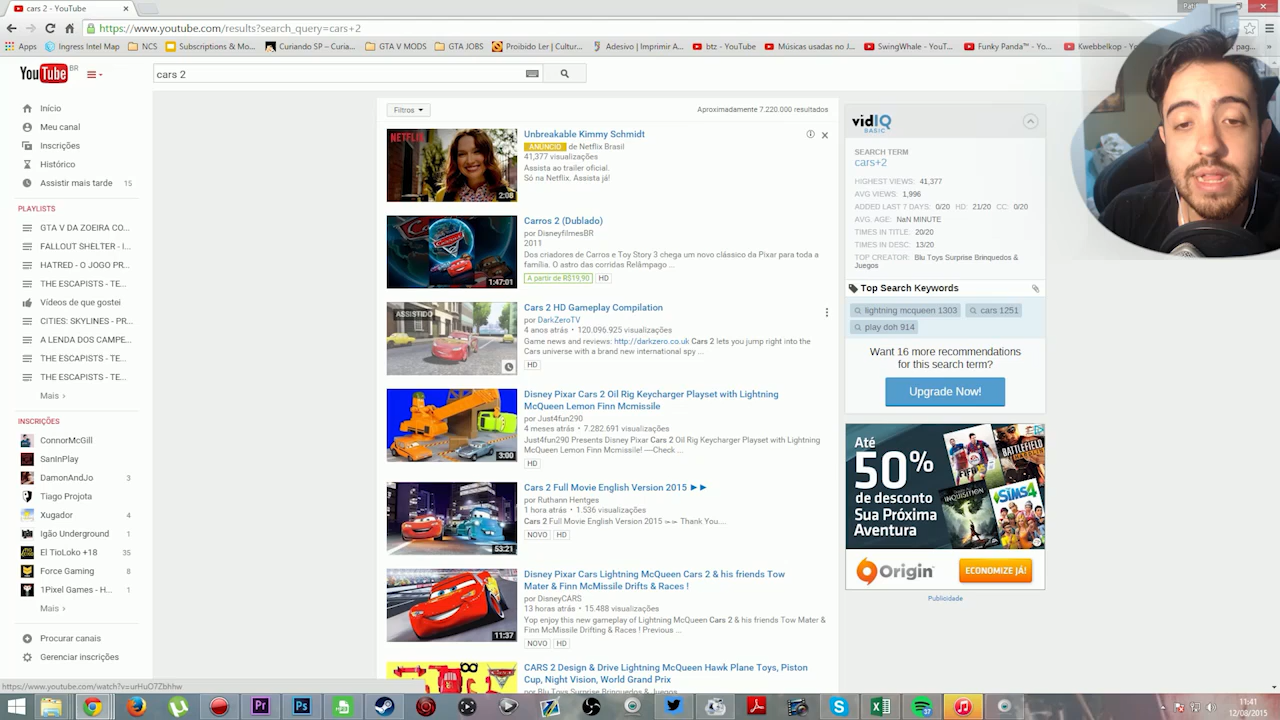 cars 2 - YouTube
Pat
https://www.youtube.com/results?search_query=cars+2
Apps
Ingress Intel Map
NCS
Subscriptions & Mo...
Curiando SP – Curia...
GTA V MODS
GTA JOBS
Proibido Ler | Cultur...
Adesivo | Imprimir A...
btz - YouTube
Músicas usadas no c...
SwingWhale - YouT...
Funky Panda™ - Yo...
Kwebbelkop - Youtu...
YouTube BR
cars 2
Início
Meu canal
Inscrições
Histórico
Assistir mais tarde 15
PLAYLISTS
GTA V DA ZOEIRA CO...
FALLOUT SHELTER - I...
HATRED - O JOGO PR...
THE ESCAPISTS - TE...
Vídeos de que gostei
CITIES: SKYLINES - PR...
A LENDA DOS CAMPE...
THE ESCAPISTS - TE...
THE ESCAPISTS - TE...
Mais ›
INSCRIÇÕES
ConnorMcGill
SanInPlay
DamonAndJo 3
Tiago Projota
Xugador 4
Igão Underground 1
El TioLoko +18 35
Force Gaming 8
1Pixel Games - H... 1
Mais ›
Procurar canais
Gerenciar inscrições
https://www.youtube.com/watch?v=urHuO7Zbhhw
Filtros
Aproximadamente 7.220.000 resultados
NETFLIX
2:08
Unbreakable Kimmy Schmidt
ANÚNCIO de Netflix Brasil
41,377 visualizações
Assista ao trailer oficial.
Só na Netflix. Assista já!
1:47:01
Carros 2 (Dublado)
por DisneyfilmesBR
2011
Dos criadores de Carros e Toy Story 3 chega um novo clássico da Pixar para toda a
família. O astro das corridas Relâmpago ...
A partir de R$19,90 HD
ASSISTIDO
Cars 2 HD Gameplay Compilation
por DarkZeroTV
4 anos atrás • 120.096.925 visualizações
Game news and reviews: http://darkzero.co.uk Cars 2 lets you jump right into the
Cars universe with a brand new international spy ...
HD
3:00
Disney Pixar Cars 2 Oil Rig Keycharger Playset with Lightning
McQueen Lemon Finn Mcmissile
por Just4fun290
4 meses atrás • 7.282.691 visualizações
Just4fun290 Presents Disney Pixar Cars 2 Oil Rig Keycharger Playset with Lightning
McQueen Lemon Finn Mcmissile! ----Check ...
HD
53:21
Cars 2 Full Movie English Version 2015 ►►
por Ruthann Hentges
1 hora atrás • 1.536 visualizações
Cars 2 Full Movie English Version 2015 >> Thank You....
NOVO HD
11:37
Disney Pixar Cars Lightning McQueen Cars 2 & his friends Tow
Mater & Finn McMissile Drifts & Races !
por DisneyCARS
13 horas atrás • 15.488 visualizações
Yop enjoy this new gameplay of Lightning McQueen Cars 2 & his friends Tow Mater &
Finn McMissile Drifting & Races ! Previous ...
NOVO HD
CARS 2 Design & Drive Lightning McQueen Hawk Plane Toys, Piston
Cup, Night Vision, World Grand Prix
por Blu Toys Surprise Brinquedos & Juegos
vidIQ
BASIC
SEARCH TERM
cars+2
HIGHEST VIEWS: 41,377
AVG VIEWS: 1,996
ADDED LAST 7 DAYS: 0/20 HD: 21/20 CC: 0/20
AVG. AGE: NaN MINUTE
TIMES IN TITLE: 20/20
TIMES IN DESC: 13/20
TOP CREATOR: Blu Toys Surprise Brinquedos &
Juegos
Top Search Keywords
lightning mcqueen 1303
cars 1251
play doh 914
Want 16 more recommendations
for this search term?
Upgrade Now!
Até
50%
de desconto
Sua Próxima
Aventura
BATTLEFIELD
INQUISITION
SIMS4
Origin
ECONOMIZE JÁ!
Publicidade
11:41
12/08/2015